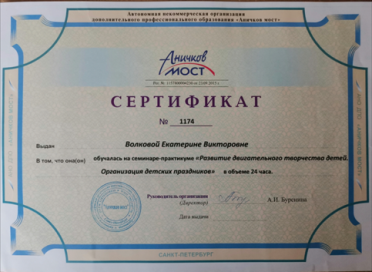 Автономная некоммерческая организация
дополнительного профессионального образования «Аничков мост»
Аничков
МОСТ
СЕРТИФИКАТ
№ 1174
Выдан Волковой Екатерине Викторовне
В том, что она(он) обучалась на семинаре-практикуме «Развитие двигательного творчества детей.
Организация детских праздников» в объеме 24 часа.
Руководитель организации
(Директор) А.И. Буренина
Дата выдачи
САНКТ-ПЕТЕРБУРГ